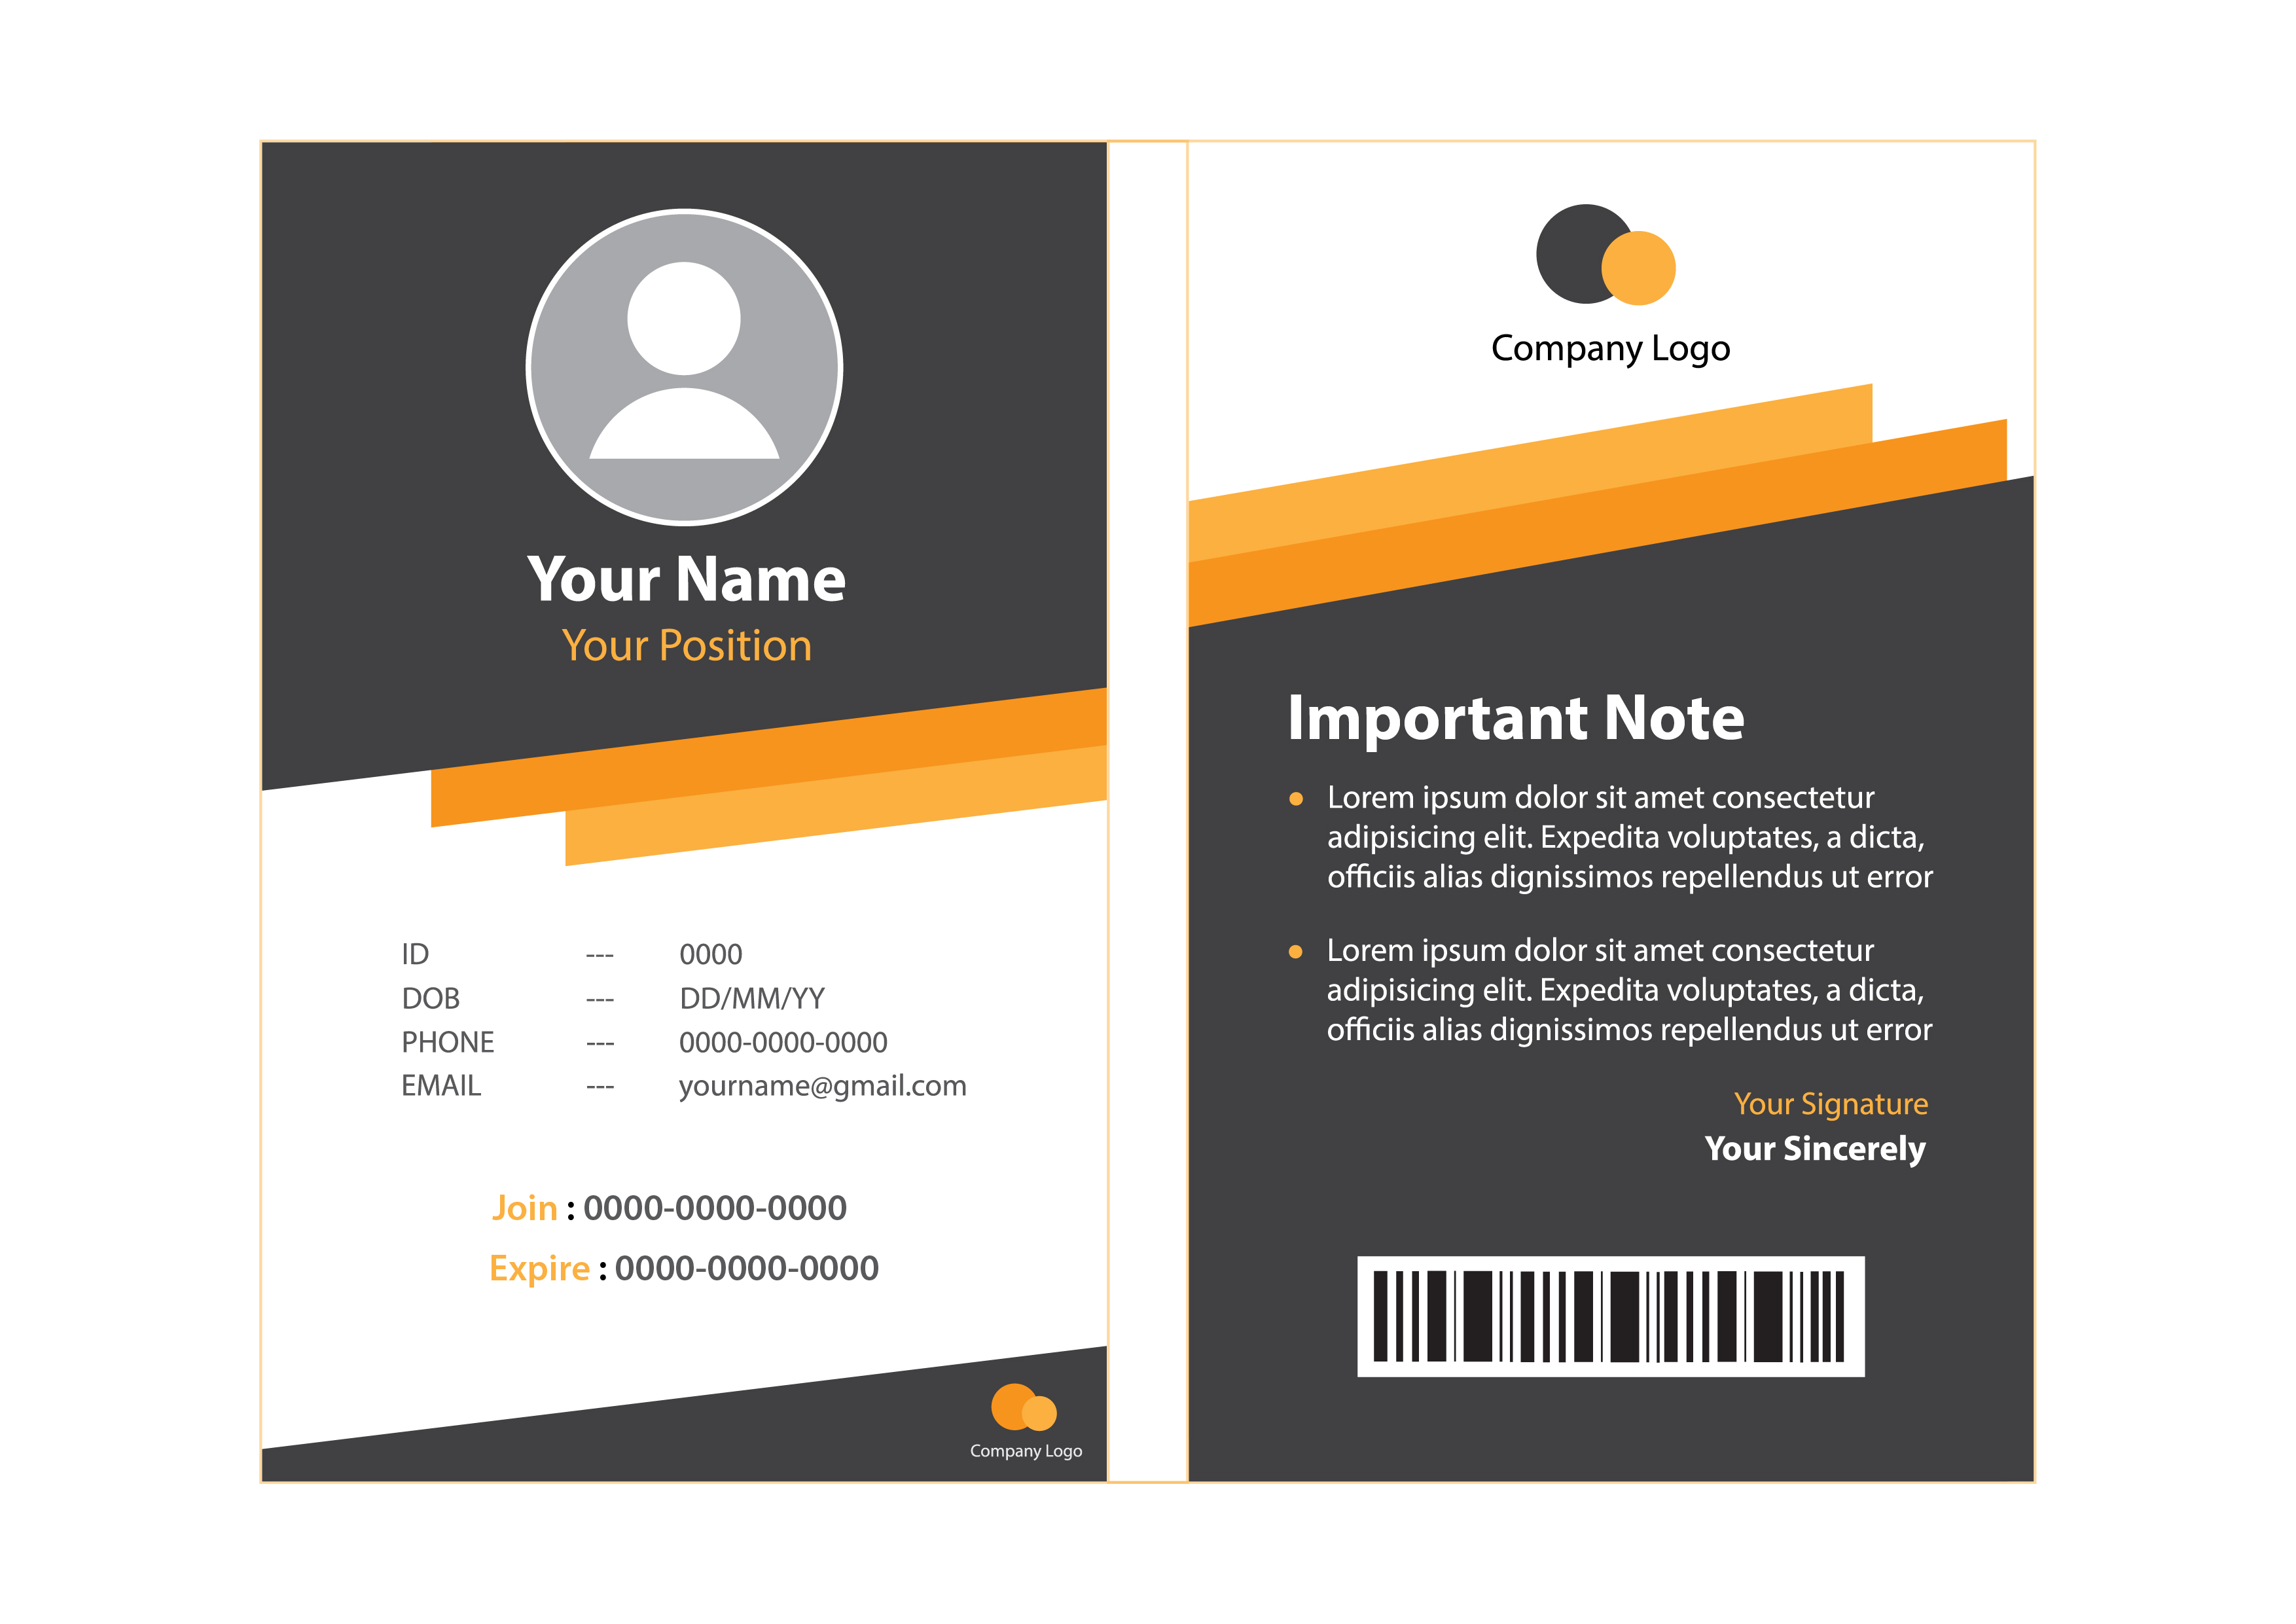 Your Name
Your Position
ID --- 0000
DOB --- DD/MM/YY
PHONE --- 0000-0000-0000
EMAIL --- yourname@gmail.com
Join : 0000-0000-0000
Expire : 0000-0000-0000
Company Logo
Company Logo
Important Note
• Lorem ipsum dolor sit amet consectetur
adipisicing elit. Expedita voluptates, a dicta,
officiis alias dignissimos repellendus ut error
• Lorem ipsum dolor sit amet consectetur
adipisicing elit. Expedita voluptates, a dicta,
officiis alias dignissimos repellendus ut error
Your Signature
Your Sincerely